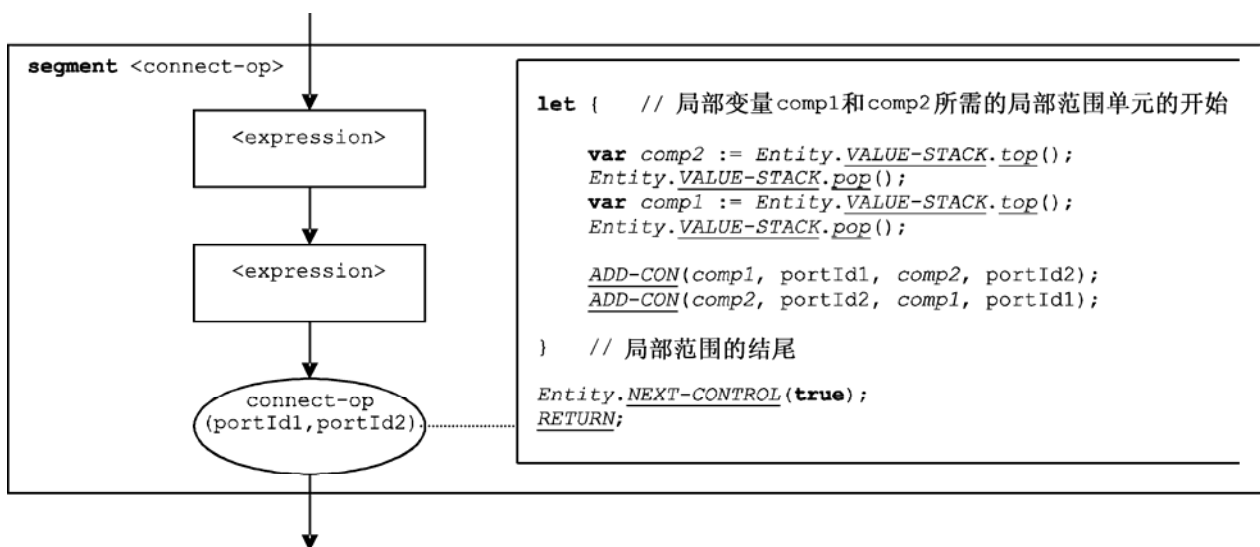 segment <connect-op>
<expression>
<expression>
connect-op
(portId1,portId2)
let {   // 局部变量comp1和comp2所需的局部范围单元的开始
var comp2 := Entity.VALUE-STACK.top();
Entity.VALUE-STACK.pop();
var comp1 := Entity.VALUE-STACK.top();
Entity.VALUE-STACK.pop();
ADD-CON(comp1, portId1, comp2, portId2);
ADD-CON(comp2, portId2, comp1, portId1);
}   // 局部范围的结尾
Entity.NEXT-CONTROL(true);
RETURN;